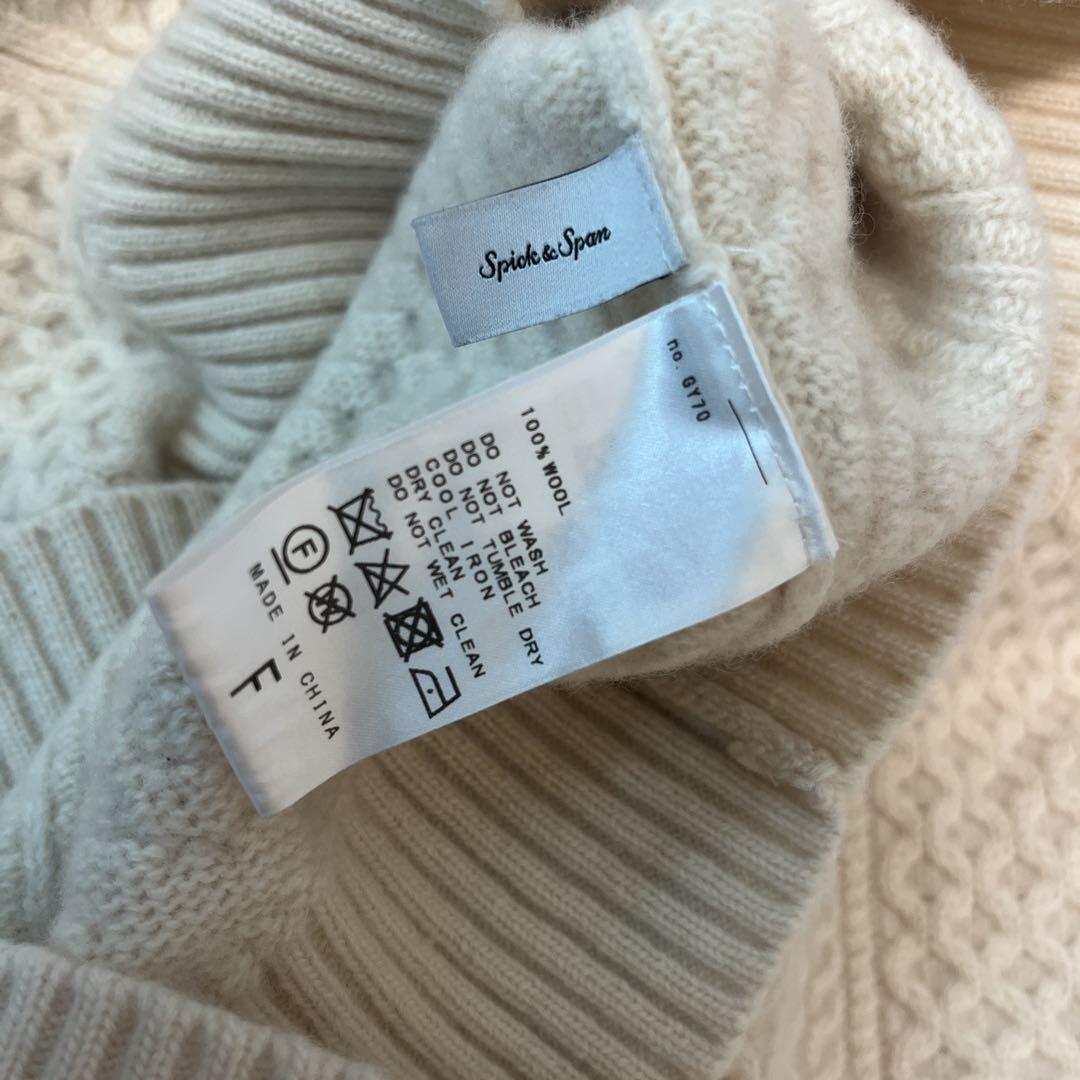 Spick & Span
no. GY70
100% WOOL
DO NOT WASH
DO NOT BLEACH
DO NOT TUMBLE DRY
COOL IRON
DRY CLEAN
DO NOT WET CLEAN
F
W
MADE IN CHINA
F